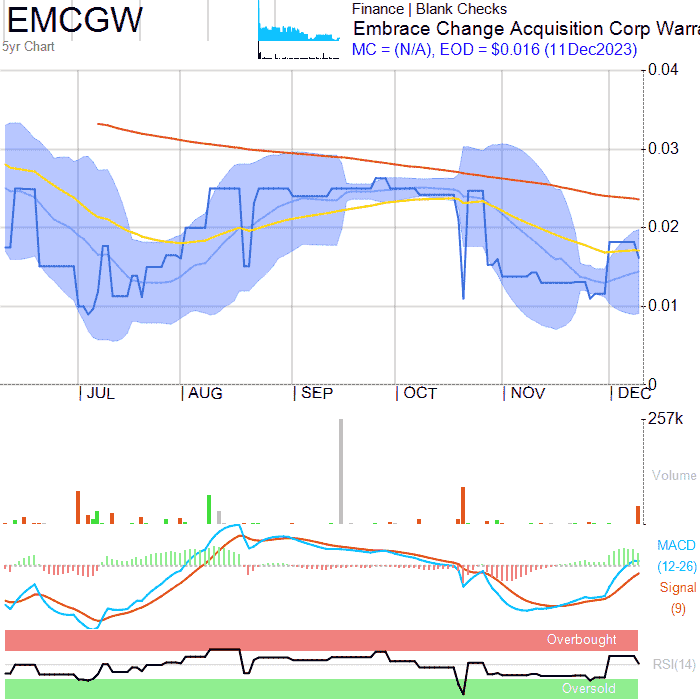 EMCGW
5yr Chart
Finance | Blank Checks
Embrace Change Acquisition Corp Warra
MC = (N/A), EOD = $0.016 (11Dec2023)
0.04
0.03
0.02
0.01
0
JUL AUG SEP OCT NOV DEC
257k
Volume
MACD
(12-26)
Signal
(9)
Overbought
RSI(14)
Oversold